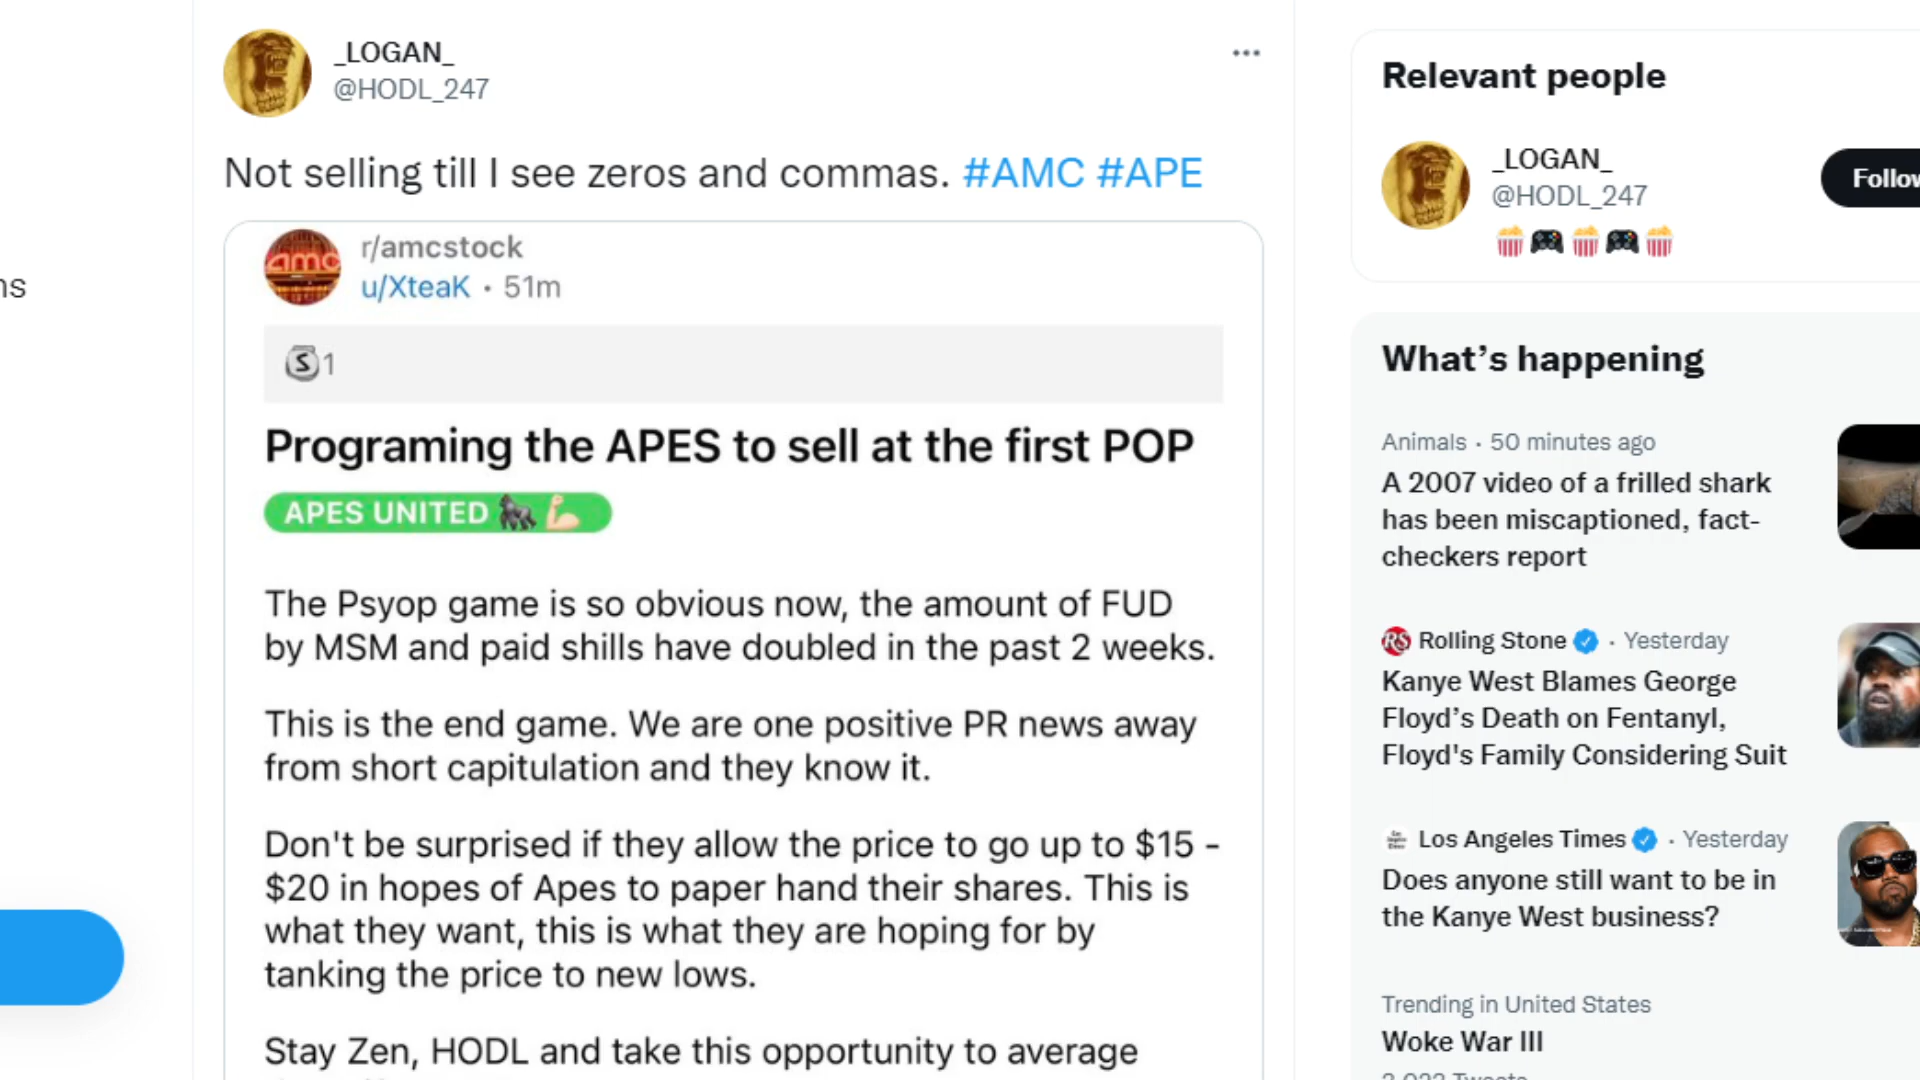 _LOGAN_
@HODL_247
Not selling till I see zeros and commas. #AMC #APE
amc
r/amcstock
u/XteaK · 51m
S 1
Programing the APES to sell at the first POP
APES UNITED 🦍💪🏼
The Psyop game is so obvious now, the amount of FUD
by MSM and paid shills have doubled in the past 2 weeks.
This is the end game. We are one positive PR news away
from short capitulation and they know it.
Don't be surprised if they allow the price to go up to $15 -
$20 in hopes of Apes to paper hand their shares. This is
what they want, this is what they are hoping for by
tanking the price to new lows.
Stay Zen, HODL and take this opportunity to average
ns
Relevant people
_LOGAN_
@HODL_247
Follow
🍿🎮🍿🎮🍿
What's happening
Animals · 50 minutes ago
A 2007 video of a frilled shark
has been miscaptioned, fact-
checkers report
RS Rolling Stone · Yesterday
Kanye West Blames George
Floyd's Death on Fentanyl,
Floyd's Family Considering Suit
Los Angeles Times · Yesterday
Does anyone still want to be in
the Kanye West business?
Trending in United States
Woke War III